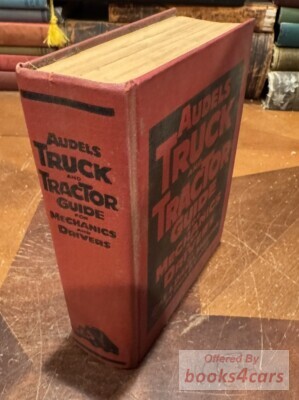 AUDELS
TRUCK
AND
TRACTOR
GUIDE
FOR
MECHANICS
AND
DRIVERS
AUDELS
TRUCK
TRACTOR
GUIDE
Offered By
books4cars